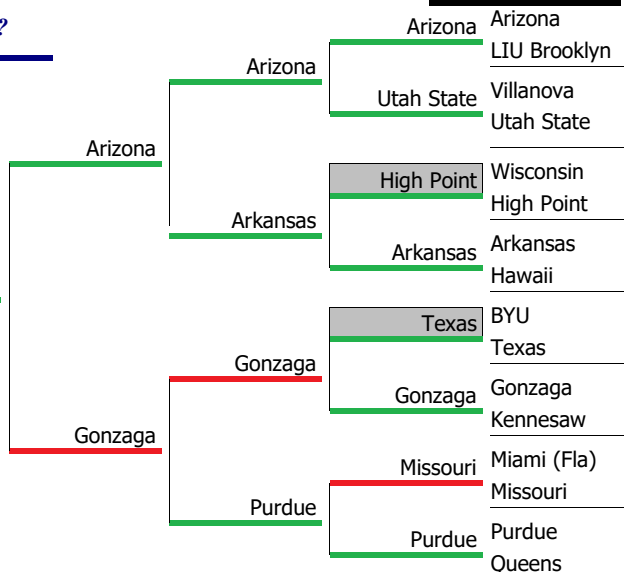 ?
Arizona
LIU Brooklyn
Villanova
Utah State
Wisconsin
High Point
Arkansas
Hawaii
BYU
Texas
Gonzaga
Kennesaw
Miami (Fla)
Missouri
Purdue
Queens
Arizona
Utah State
High Point
Arkansas
Texas
Gonzaga
Missouri
Purdue
Arizona
Arkansas
Gonzaga
Purdue
Arizona
Gonzaga